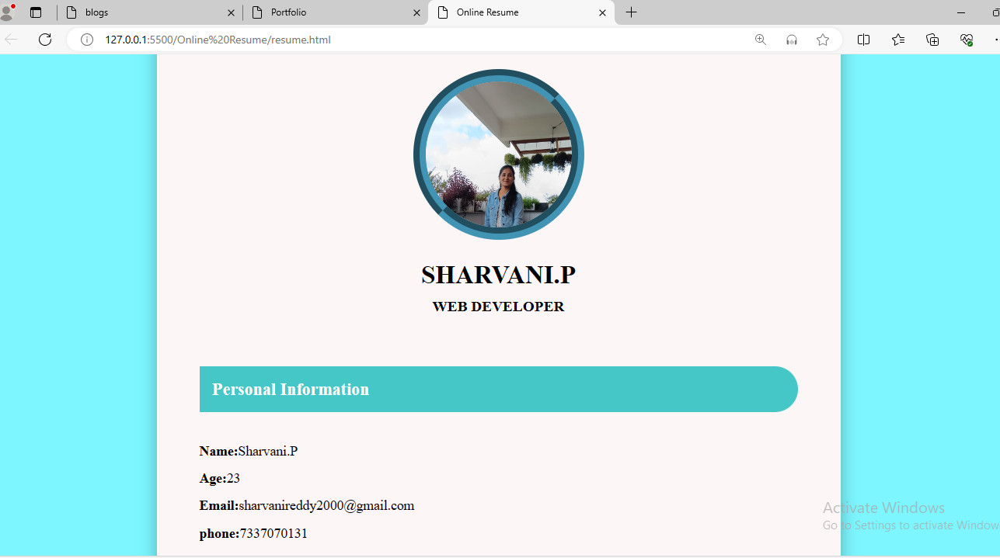 blogs
Portfolio
Online Resume
127.0.0.1:5500/Online%20Resume/resume.html
SHARVANI.P
WEB DEVELOPER
Personal Information
Name:Sharvani.P
Age:23
Email:sharvanireddy2000@gmail.com
phone:7337070131
Activate Windows
Go to Settings to activate Window